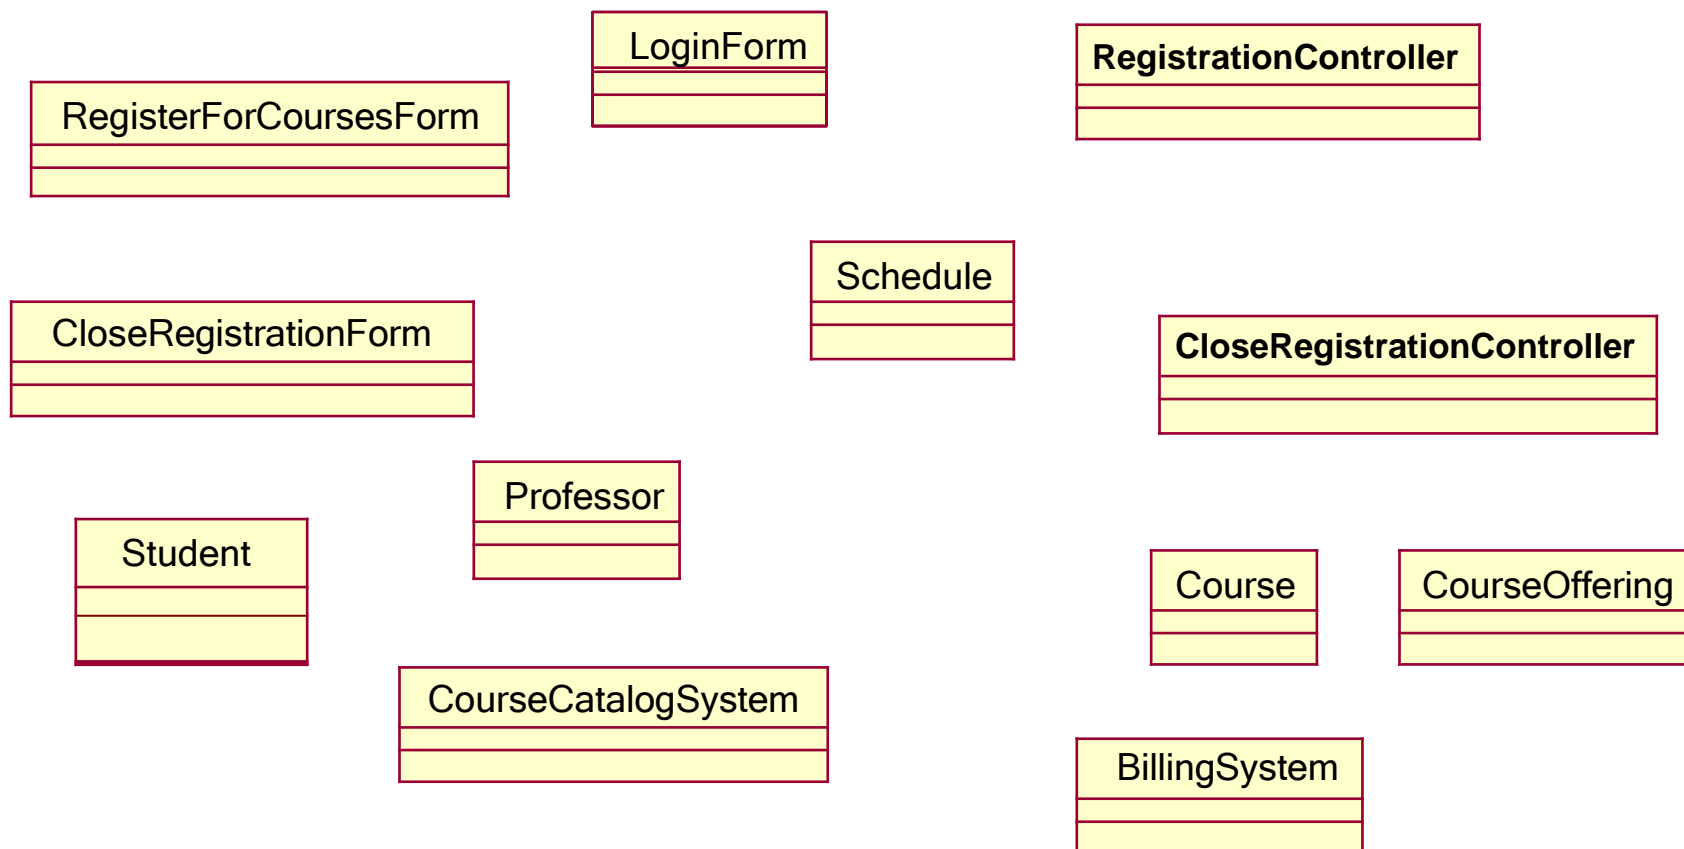 LoginForm
RegistrationController
RegisterForCoursesForm
Schedule
CloseRegistrationForm
CloseRegistrationController
Professor
Student
Course
CourseOffering
CourseCatalogSystem
BillingSystem